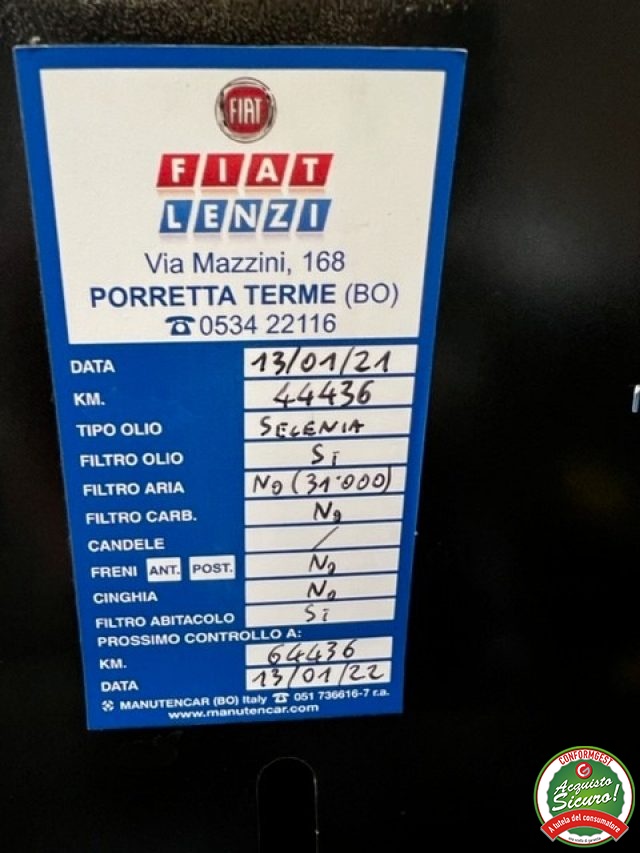 FIAT
FIAT
LENZI
Via Mazzini, 168
PORRETTA TERME (BO)
☎ 0534 22116
DATA 13/01/21
KM. 44436
TIPO OLIO SELENIA
FILTRO OLIO Sì
FILTRO ARIA No (31.000)
FILTRO CARB. No
CANDELE /
FRENI ANT. POST. No
CINGHIA No
FILTRO ABITACOLO Sì
PROSSIMO CONTROLLO A:
KM. 64436
DATA 13/01/22
MANUTENCAR (BO) Italy ☎ 051 736616-7 r.a.
www.manutencar.com
CONFORMGEST
Acquisto
Sicuro!
A tutela del consumatore